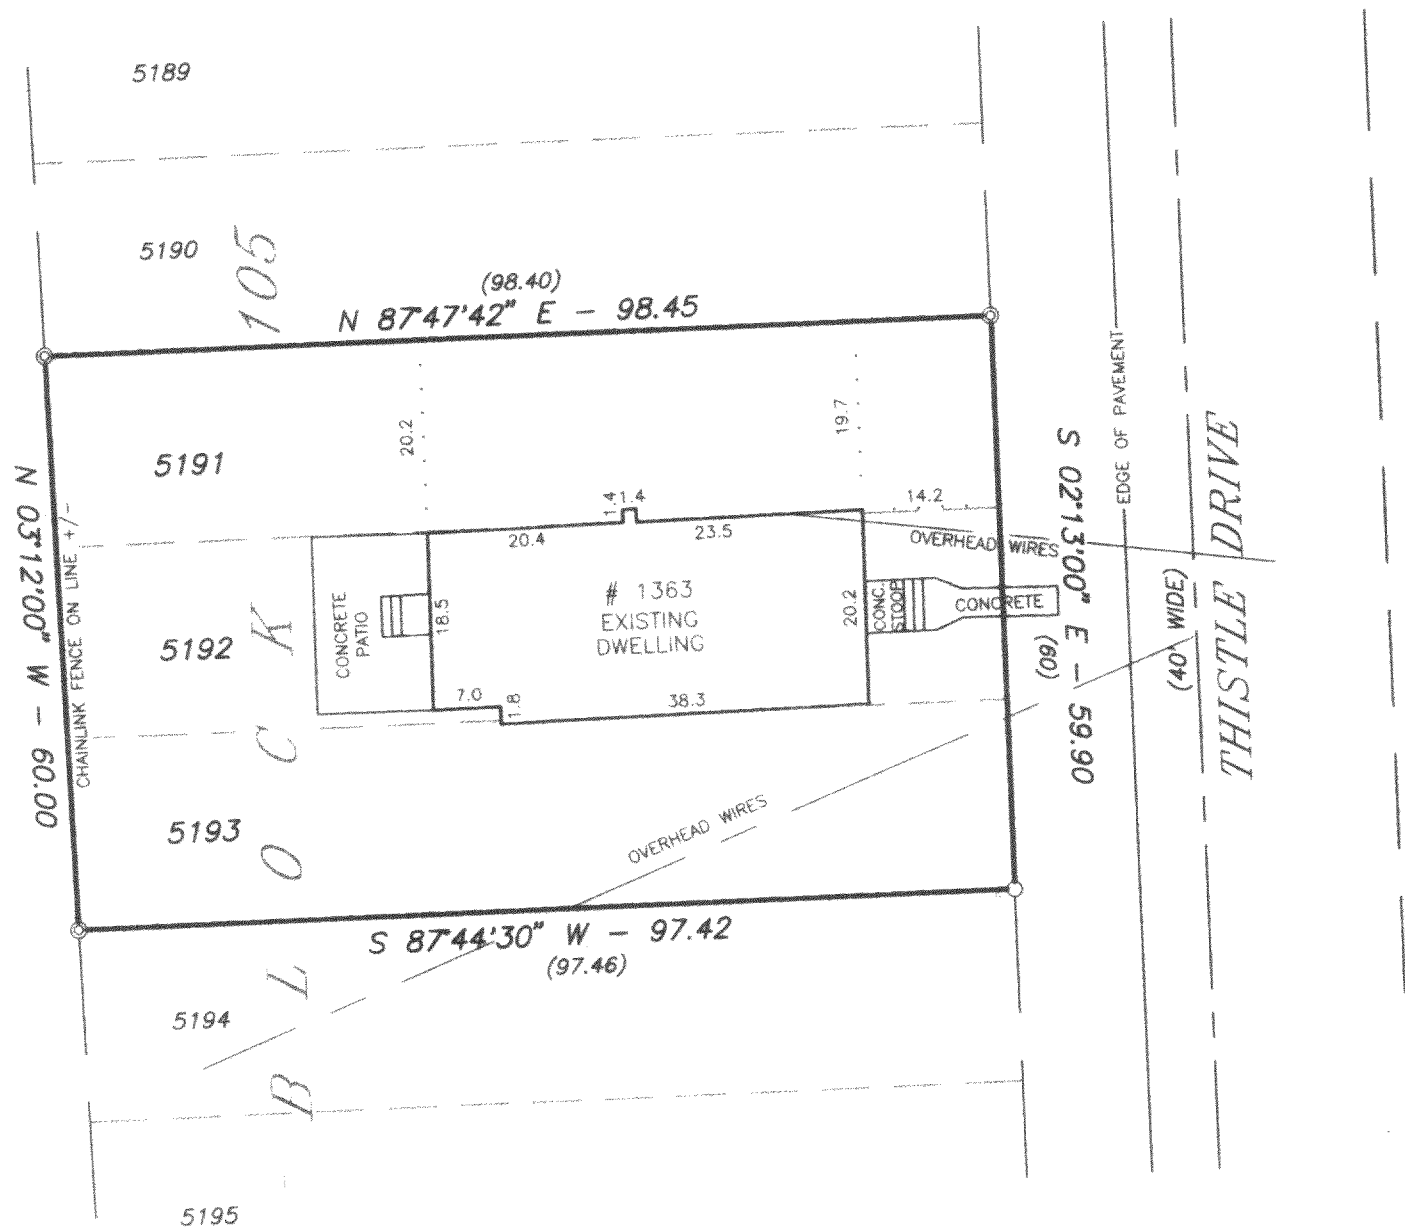 5189
5190
105
(98.40)
N 87°47'42" E - 98.45
5191
20.2
19.7
1.4
1.4
14.2
20.4
23.5
OVERHEAD WIRES
EDGE OF PAVEMENT
S 02°13'00" E - 59.90
(60)
THISTLE DRIVE
(40' WIDE)
N 03°12'00" W - 60.00
CHAINLINK FENCE ON LINE +/-
5192
BLOCK
CONCRETE
PATIO
18.5
# 1363
EXISTING
DWELLING
20.2
CONC.
STOOP
CONCRETE
7.0
1.8
38.3
5193
OVERHEAD WIRES
S 87°44'30" W - 97.42
(97.46)
5194
5195